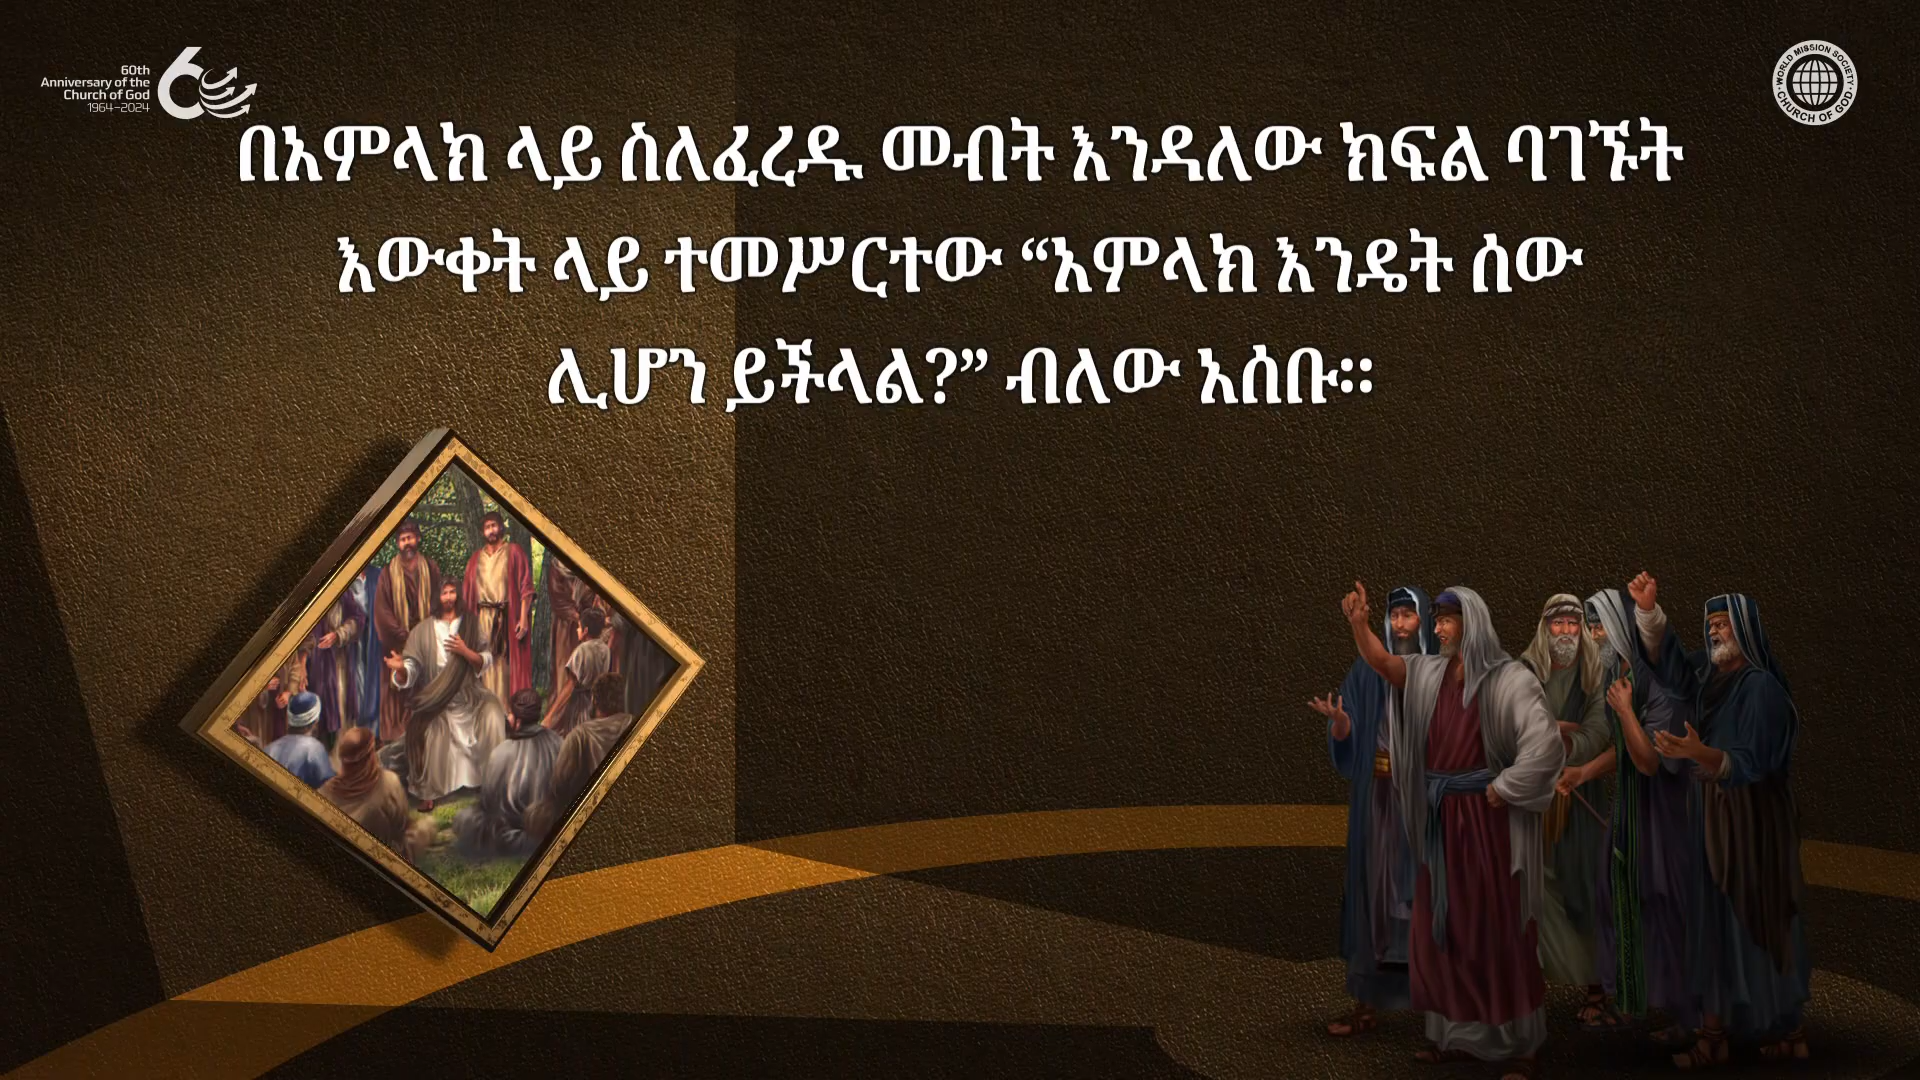 60th
Anniversary of the
Church of God
1964–2024
60
WORLD MISSION SOCIETY
CHURCH OF GOD
በአምላክ ላይ ስለፈረዱ መብት እንዳለው ክፍል ባገኙት
እውቀት ላይ ተመሥርተው “አምላክ እንዴት ሰው
ሊሆን ይችላል?” ብለው አሰቡ።